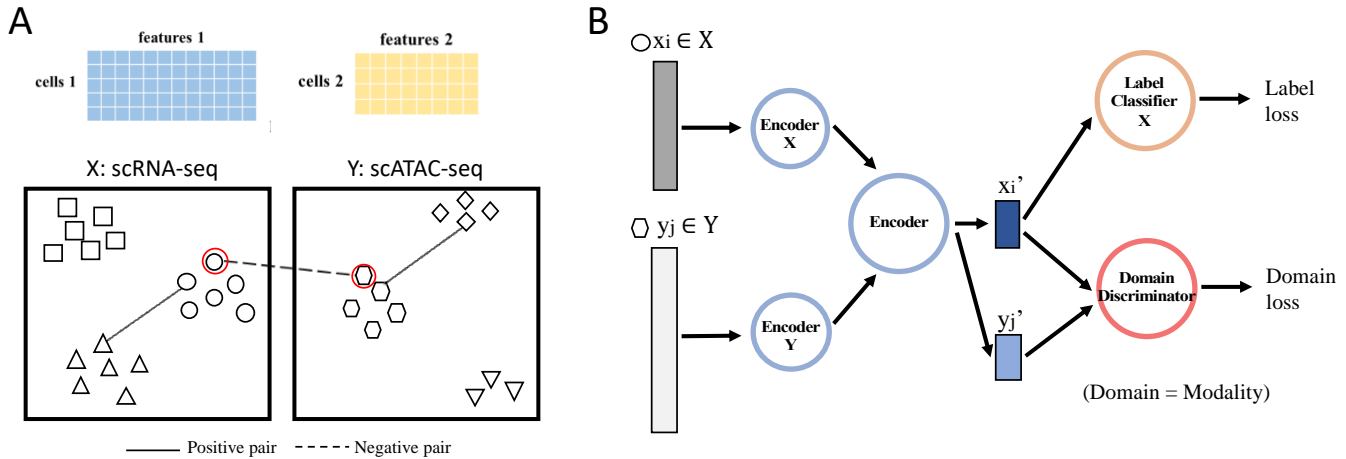 A
features 1
cells 1
features 2
cells 2
X: scRNA-seq
Y: scATAC-seq
Positive pair
Negative pair
B
xi ∈ X
Encoder
X
yj ∈ Y
Encoder
Y
Encoder
xi’
yj’
Label
Classifier
X
Label
loss
Domain
Discriminator
Domain
loss
(Domain = Modality)